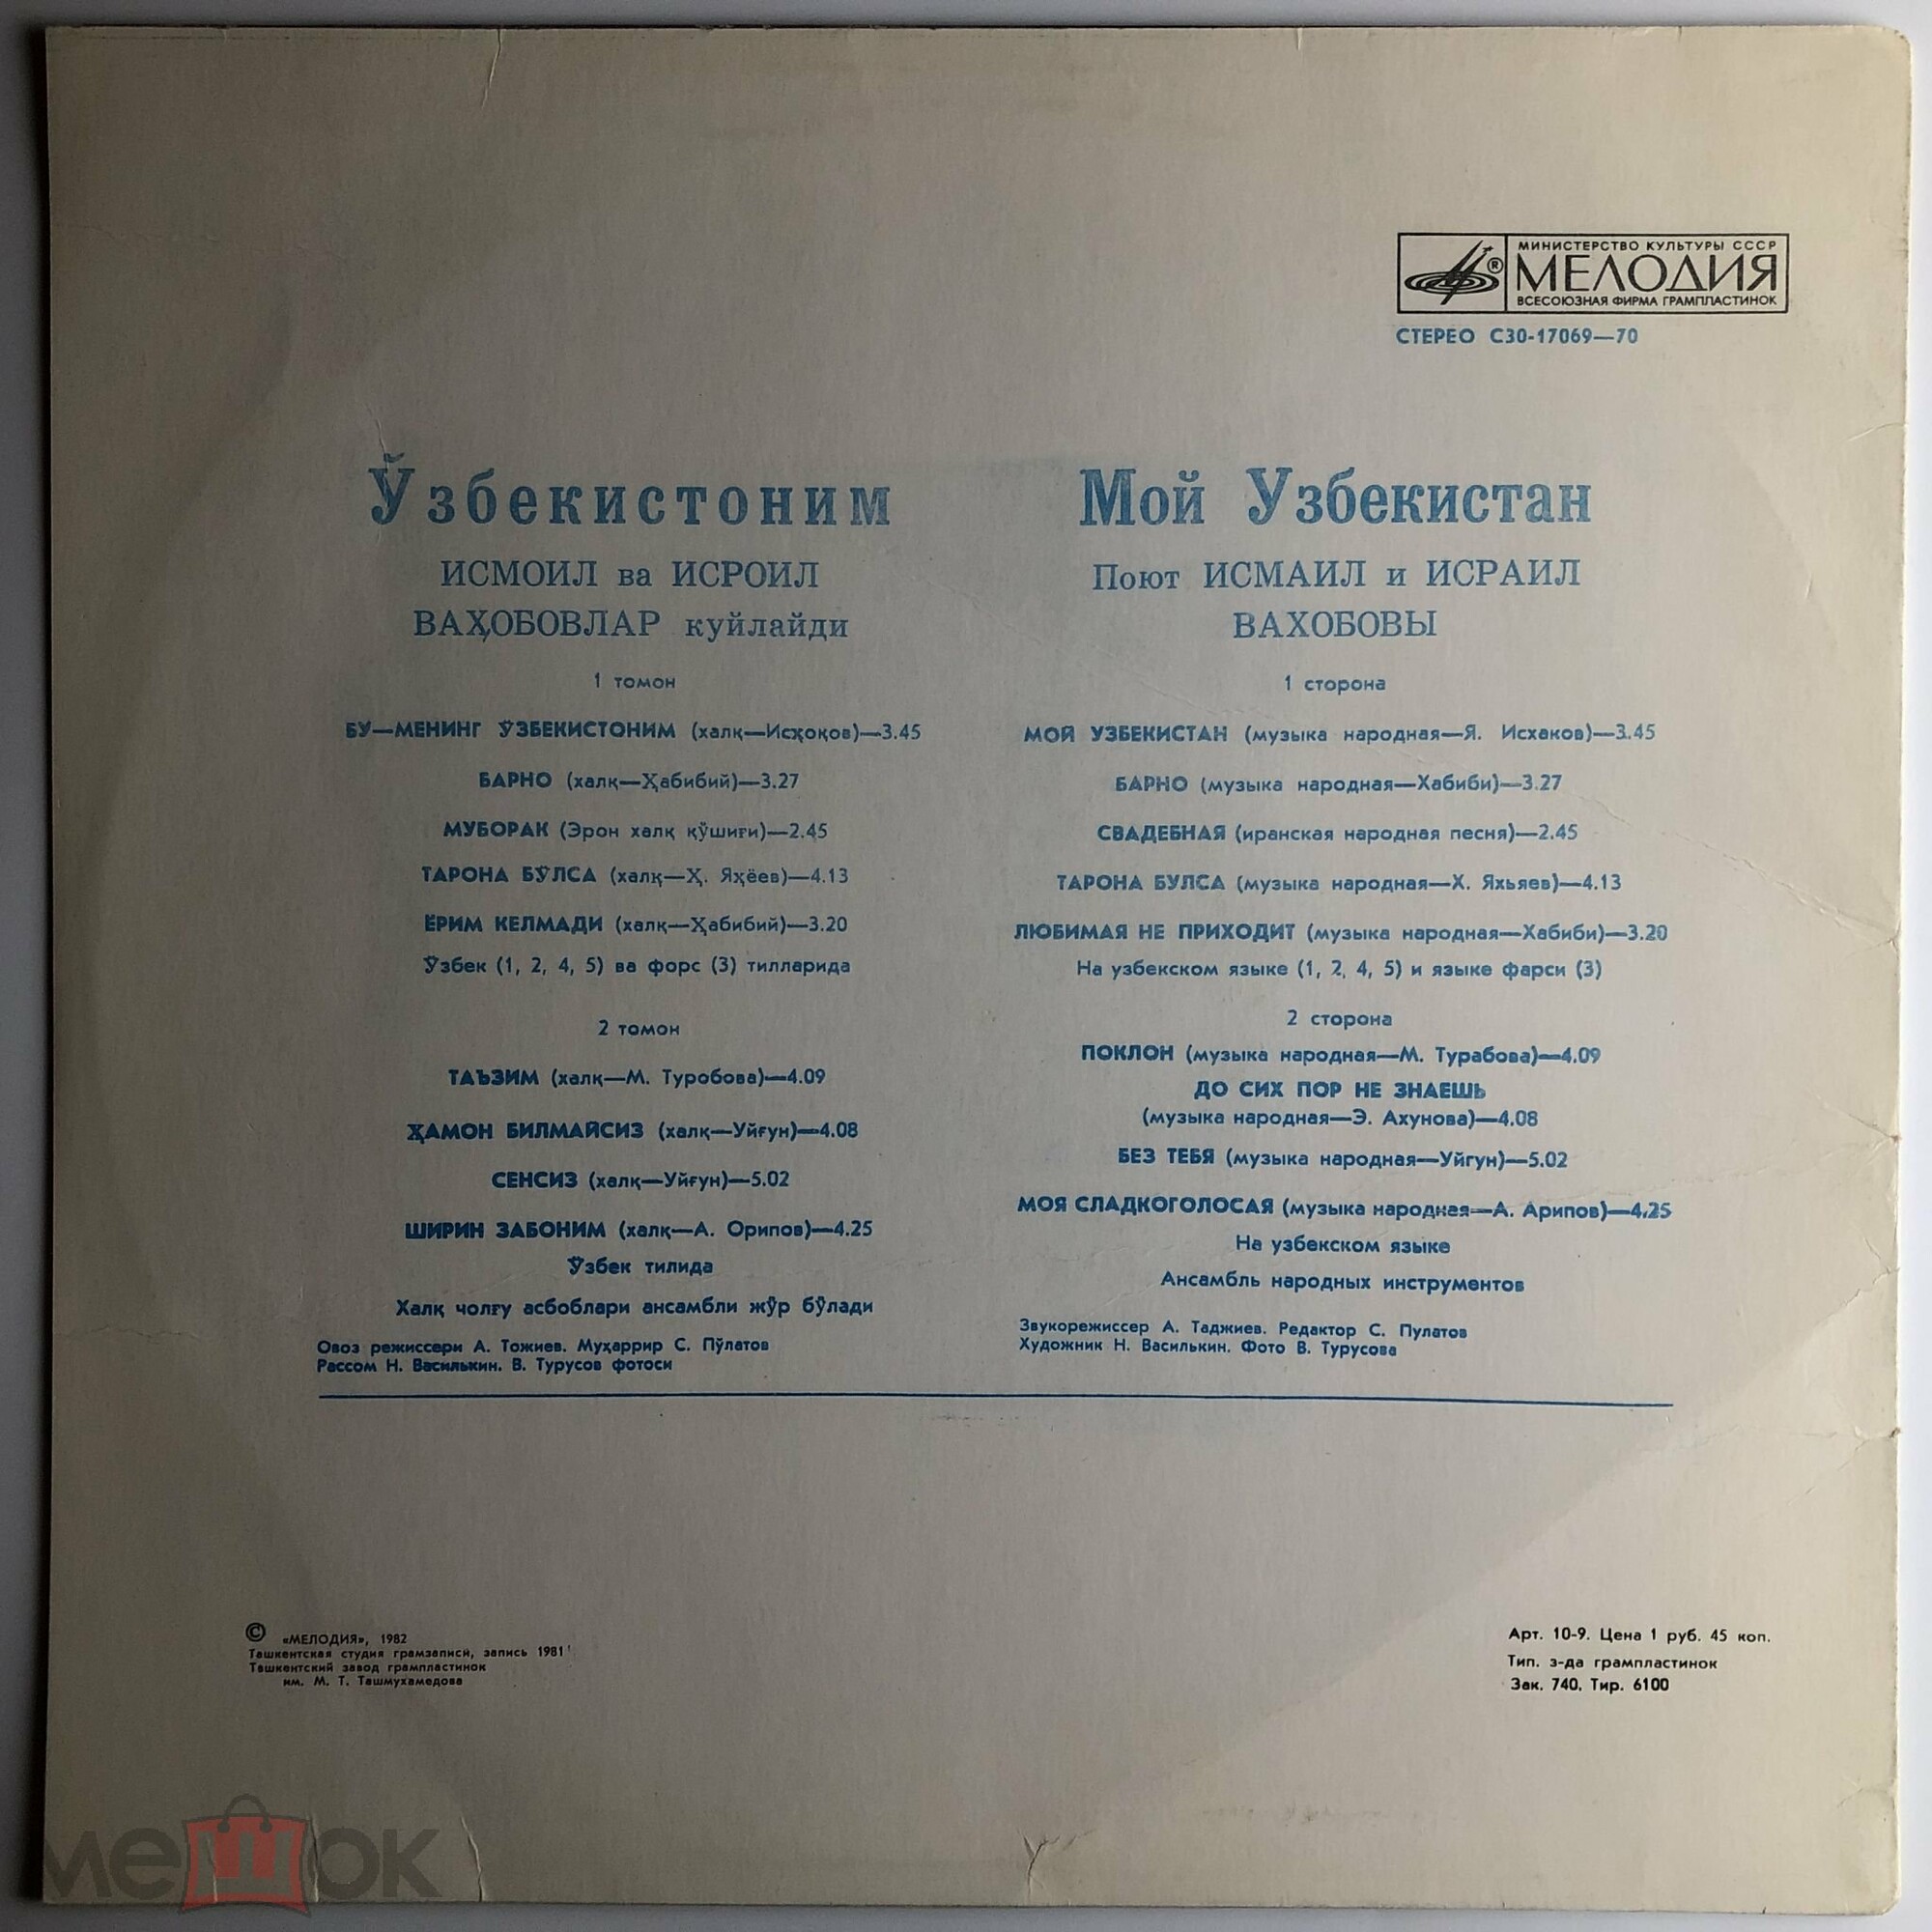 МИНИСТЕРСТВО КУЛЬТУРЫ СССР
МЕЛОДИЯ
ВСЕСОЮЗНАЯ ФИРМА ГРАМПЛАСТИНОК
СТЕРЕО С30-17069—70
Ўзбекистоним
ИСМОИЛ ва ИСРОИЛ
ВАҲОБОВЛАР куйлайди
1 томон
БУ—МЕНИНГ ЎЗБЕКИСТОНИМ (халқ—Исҳоқов)—3.45
БАРНО (халқ—Ҳабибий)—3.27
МУБОРАК (Эрон халқ қўшиғи)—2.45
ТАРОНА БЎЛСА (халқ—Ҳ. Яҳёев)—4.13
ЁРИМ КЕЛМАДИ (халқ—Ҳабибий)—3.20
Ўзбек (1, 2, 4, 5) ва форс (3) тилларида
2 томон
ТАЪЗИМ (халқ—М. Туробова)—4.09
ҲАМОН БИЛМАЙСИЗ (халқ—Уйғун)—4.08
СЕНСИЗ (халқ—Уйғун)—5.02
ШИРИН ЗАБОНИМ (халқ—А. Орипов)—4.25
Ўзбек тилида
Халқ чолғу асбоблари ансамбли жўр бўлади
Овоз режиссери А. Тожиев. Муҳаррир С. Пўлатов
Рассом Н. Василькин. В. Турусов фотоси
Мой Узбекистан
Поют ИСМАИЛ и ИСРАИЛ
ВАХОБОВЫ
1 сторона
МОЙ УЗБЕКИСТАН (музыка народная—Я. Исхаков)—3.45
БАРНО (музыка народная—Хабиби)—3.27
СВАДЕБНАЯ (иранская народная песня)—2.45
ТАРОНА БУЛСА (музыка народная—Х. Яхьяев)—4.13
ЛЮБИМАЯ НЕ ПРИХОДИТ (музыка народная—Хабиби)—3.20
На узбекском языке (1, 2, 4, 5) и языке фарси (3)
2 сторона
ПОКЛОН (музыка народная—М. Турабова)—4.09
ДО СИХ ПОР НЕ ЗНАЕШЬ
(музыка народная—Э. Ахунова)—4.08
БЕЗ ТЕБЯ (музыка народная—Уйгун)—5.02
МОЯ СЛАДКОГОЛОСАЯ (музыка народная—А. Арипов)—4.25
На узбекском языке
Ансамбль народных инструментов
Звукорежиссер А. Таджиев. Редактор С. Пулатов
Художник Н. Василькин. Фото В. Турусова
© «МЕЛОДИЯ», 1982
Ташкентская студия грамзаписи, запись 1981
Ташкентский завод грампластинок
им. М. Т. Ташмухамедова
Арт. 10-9. Цена 1 руб. 45 коп.
Тип. з-да грампластинок
Зак. 740. Тир. 6100
мешок